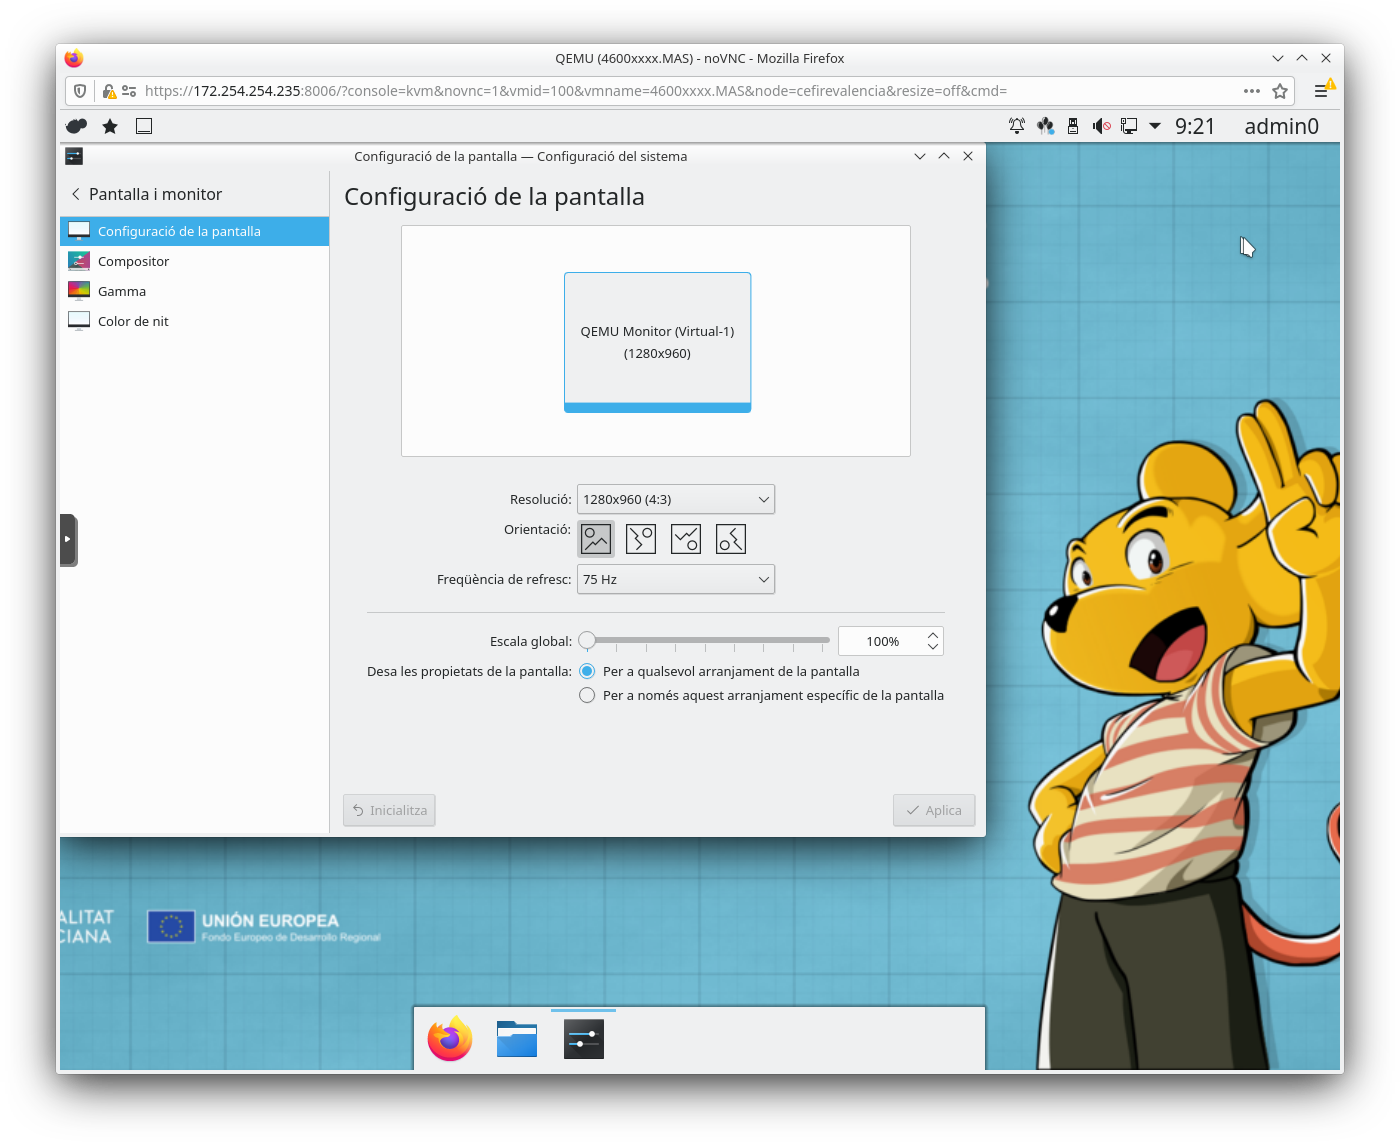 QEMU (4600xxxx.MAS) - noVNC - Mozilla Firefox
https://172.254.254.235:8006/?console=kvm&novnc=1&vmid=100&vmname=4600xxxx.MAS&node=cefirevalencia&resize=off&cmd=
9:21 admin0
Configuració de la pantalla — Configuració del sistema
Pantalla i monitor
Configuració de la pantalla
Compositor
Gamma
Color de nit
Configuració de la pantalla
QEMU Monitor (Virtual-1)
(1280x960)
Resolució: 1280x960 (4:3)
Orientació:
Freqüència de refresc: 75 Hz
Escala global: 100%
Desa les propietats de la pantalla: Per a qualsevol arranjament de la pantalla
Per a només aquest arranjament específic de la pantalla
Inicialitza
Aplica
ALITAT
CIANA
UNIÓN EUROPEA
Fondo Europeo de Desarrollo Regional